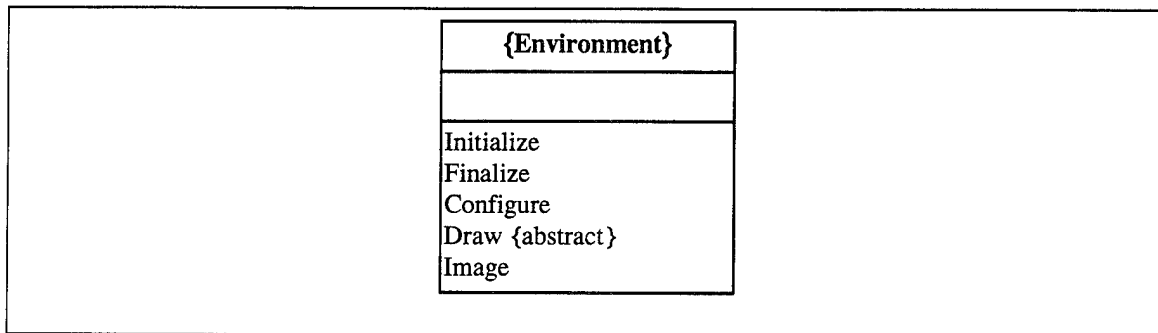 {Environment}
Initialize
Finalize
Configure
Draw {abstract}
Image